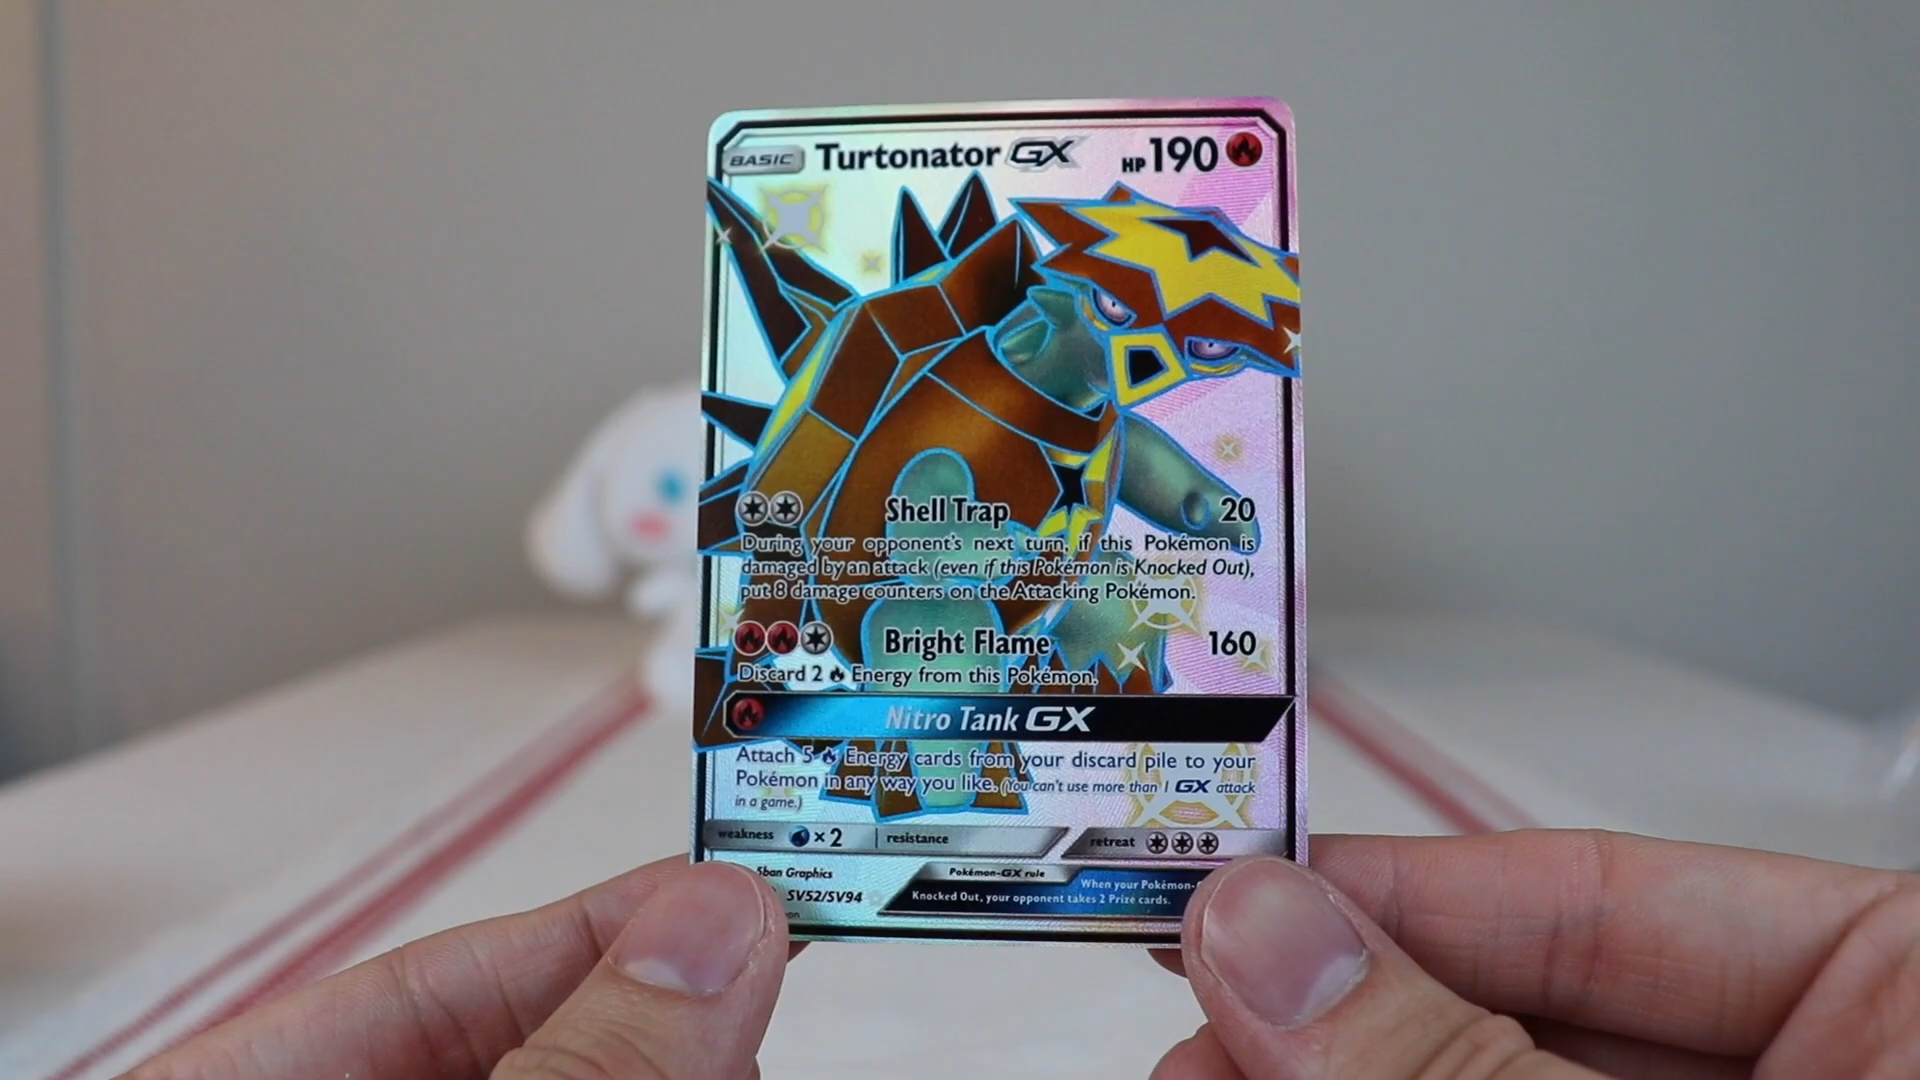 BASIC Turtonator GX HP 190
Shell Trap 20
During your opponent's next turn, if this Pokémon is
damaged by an attack (even if this Pokémon is Knocked Out),
put 8 damage counters on the Attacking Pokémon.
Bright Flame 160
Discard 2 Energy from this Pokémon.
Nitro Tank GX
Attach 5 Energy cards from your discard pile to your
Pokémon in any way you like. (You can't use more than 1 GX attack
in a game.)
weakness ×2 resistance retreat
5ban Graphics Pokémon-GX rule When your Pokémon-
SV52/SV94 Knocked Out, your opponent takes 2 Prize cards.